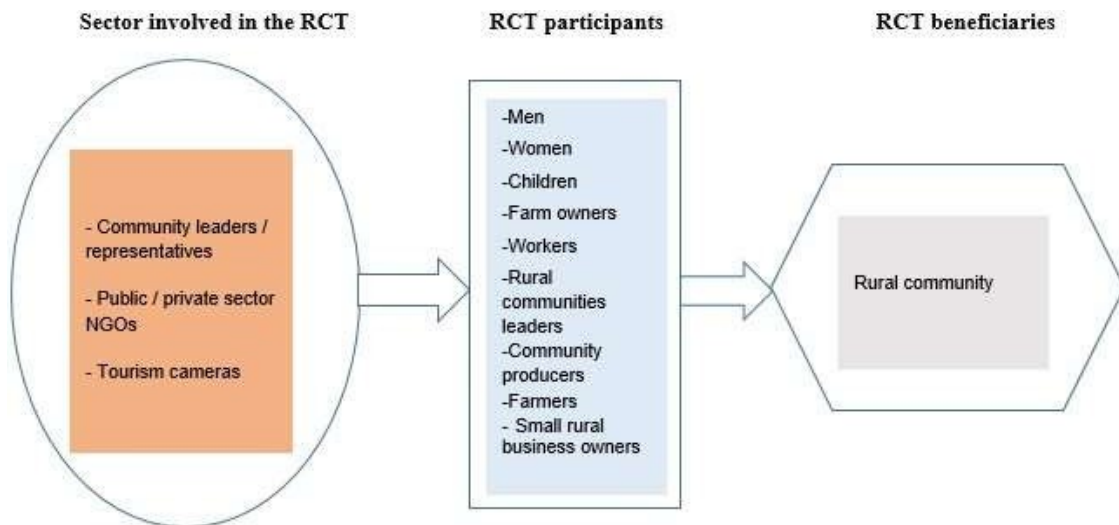 Sector involved in the RCT
RCT participants
RCT beneficiaries
- Community leaders /
representatives
- Public / private sector
NGOs
- Tourism cameras
-Men
-Women
-Children
-Farm owners
-Workers
-Rural
communities
leaders
-Community
producers
-Farmers
- Small rural
business owners
Rural community